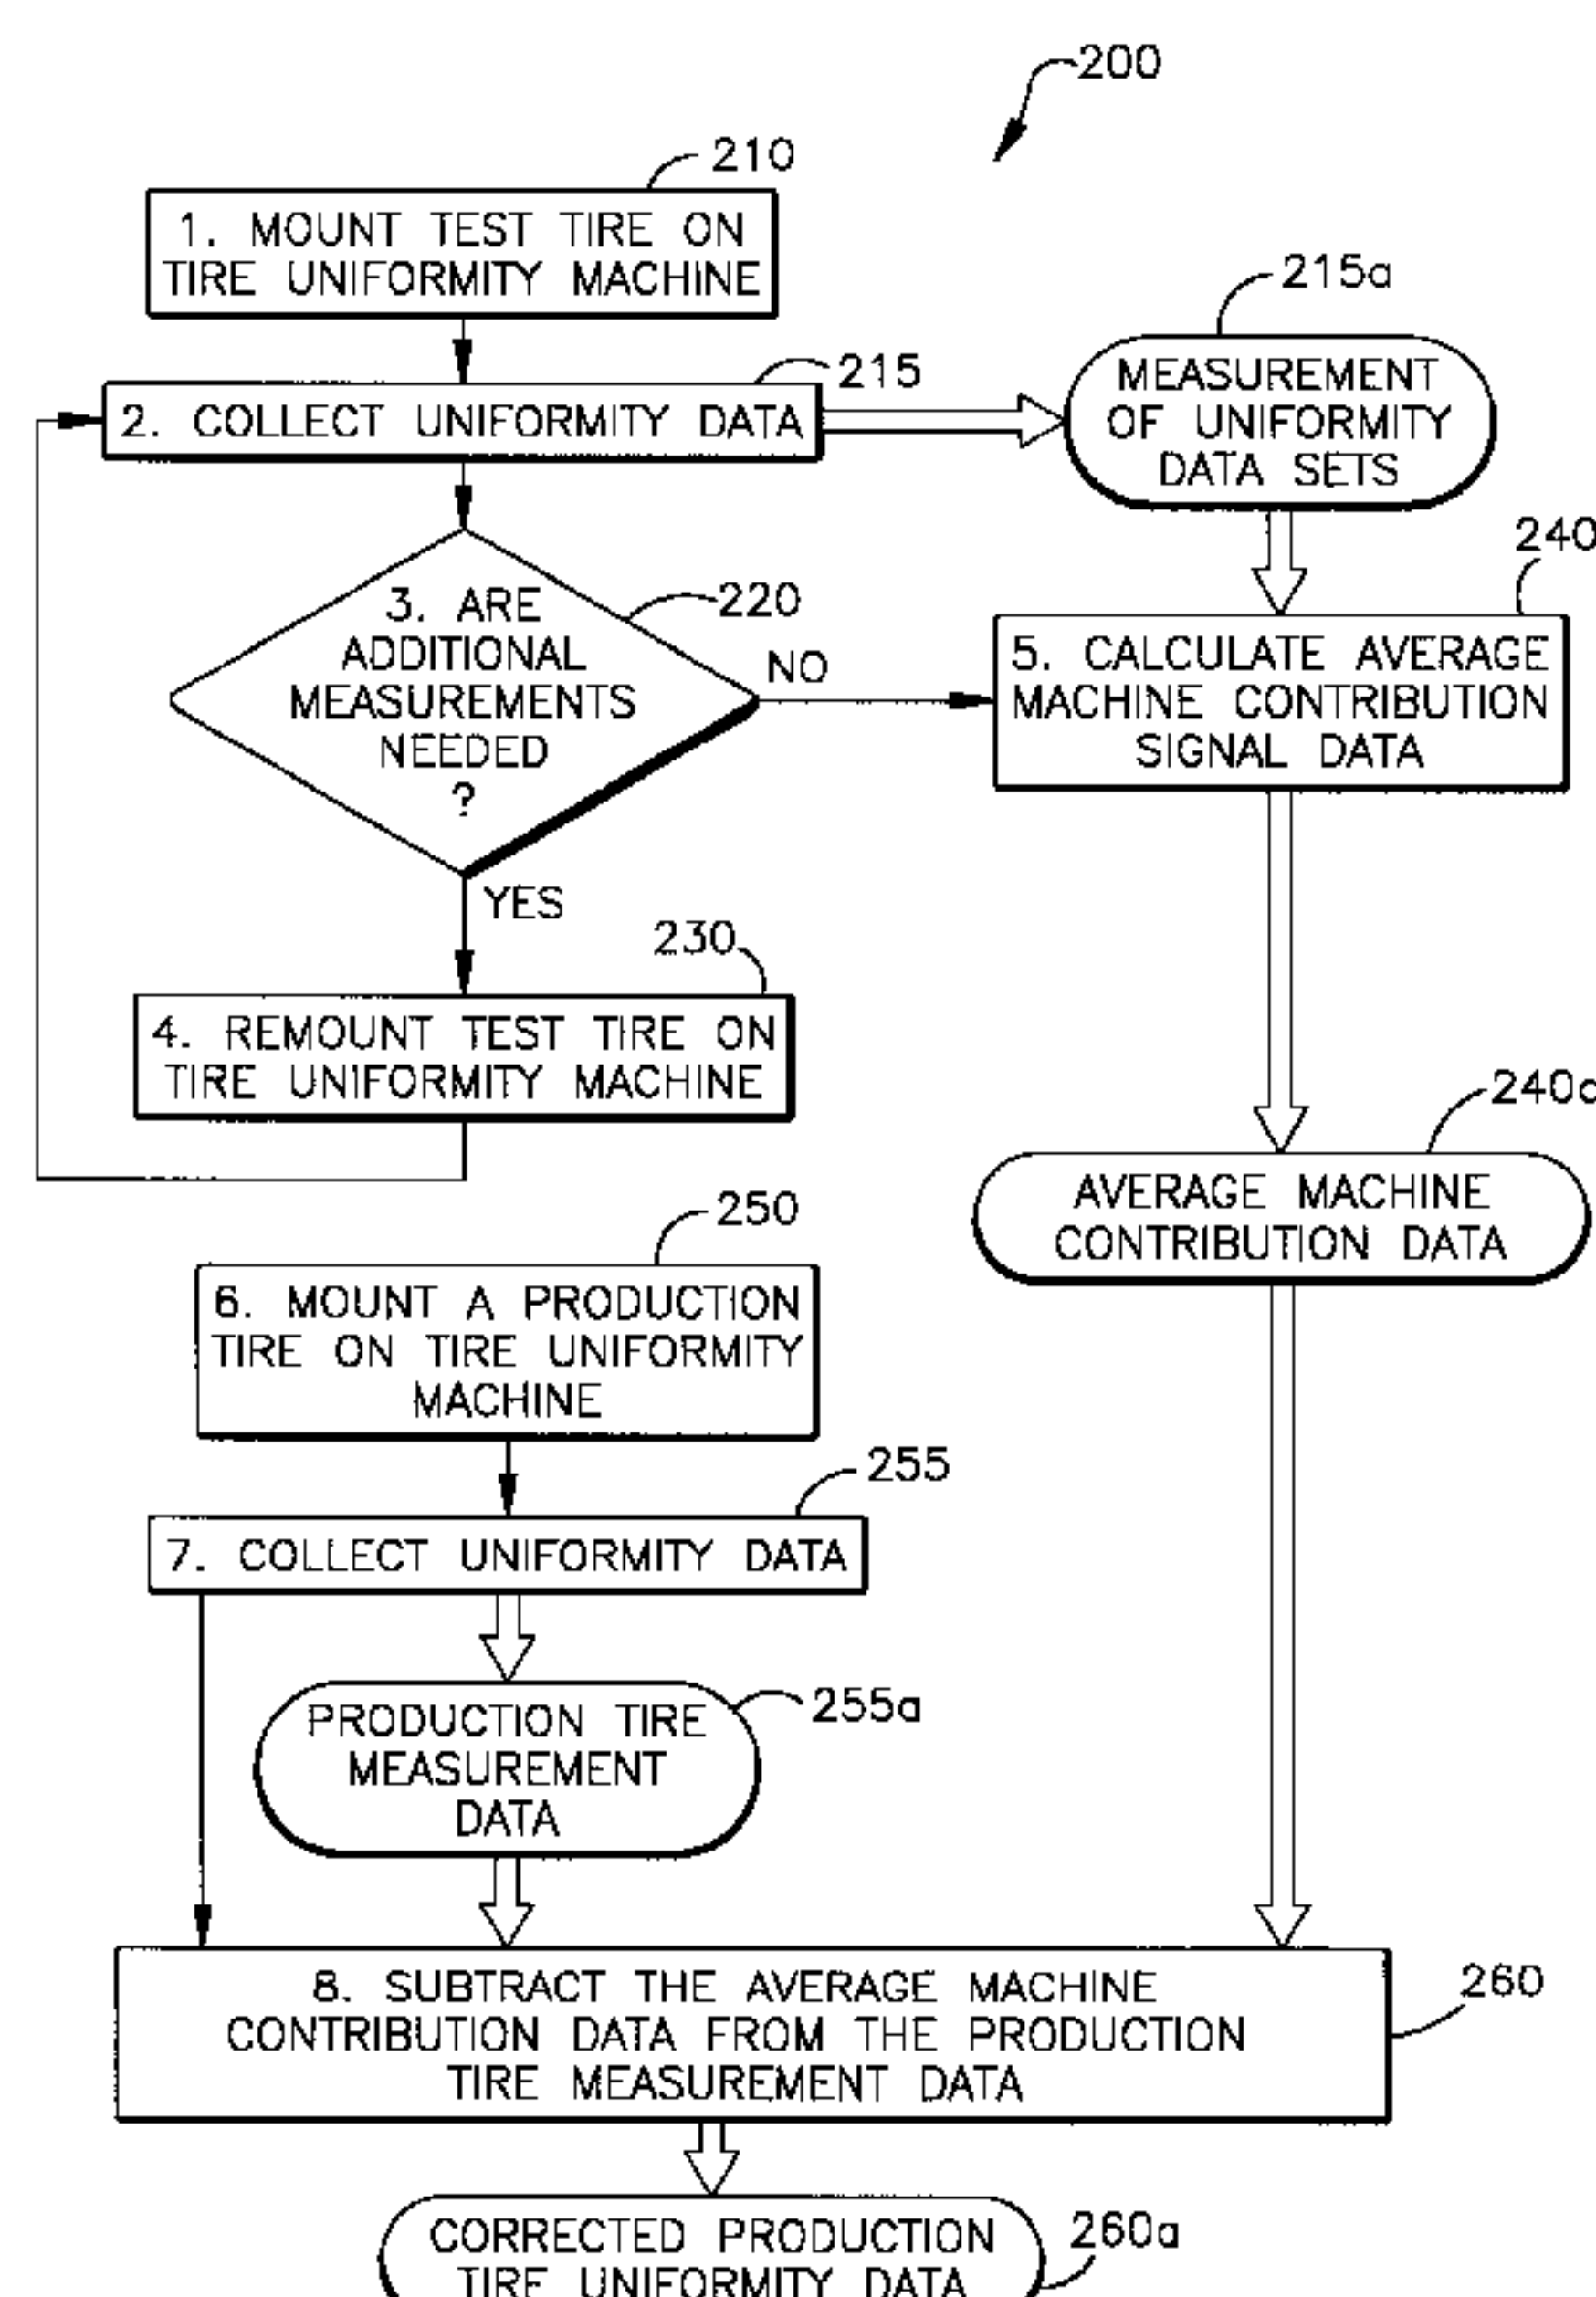 200
210
1. MOUNT TEST TIRE ON
TIRE UNIFORMITY MACHINE
215a
215
MEASUREMENT
OF UNIFORMITY
DATA SETS
2. COLLECT UNIFORMITY DATA
240
220
3. ARE
ADDITIONAL
MEASUREMENTS
NEEDED
?
NO
5. CALCULATE AVERAGE
MACHINE CONTRIBUTION
SIGNAL DATA
YES
230
4. REMOUNT TEST TIRE ON
TIRE UNIFORMITY MACHINE
240a
AVERAGE MACHINE
CONTRIBUTION DATA
250
6. MOUNT A PRODUCTION
TIRE ON TIRE UNIFORMITY
MACHINE
255
7. COLLECT UNIFORMITY DATA
255a
PRODUCTION TIRE
MEASUREMENT
DATA
260
8. SUBTRACT THE AVERAGE MACHINE
CONTRIBUTION DATA FROM THE PRODUCTION
TIRE MEASUREMENT DATA
260a
CORRECTED PRODUCTION
TIRE UNIFORMITY DATA